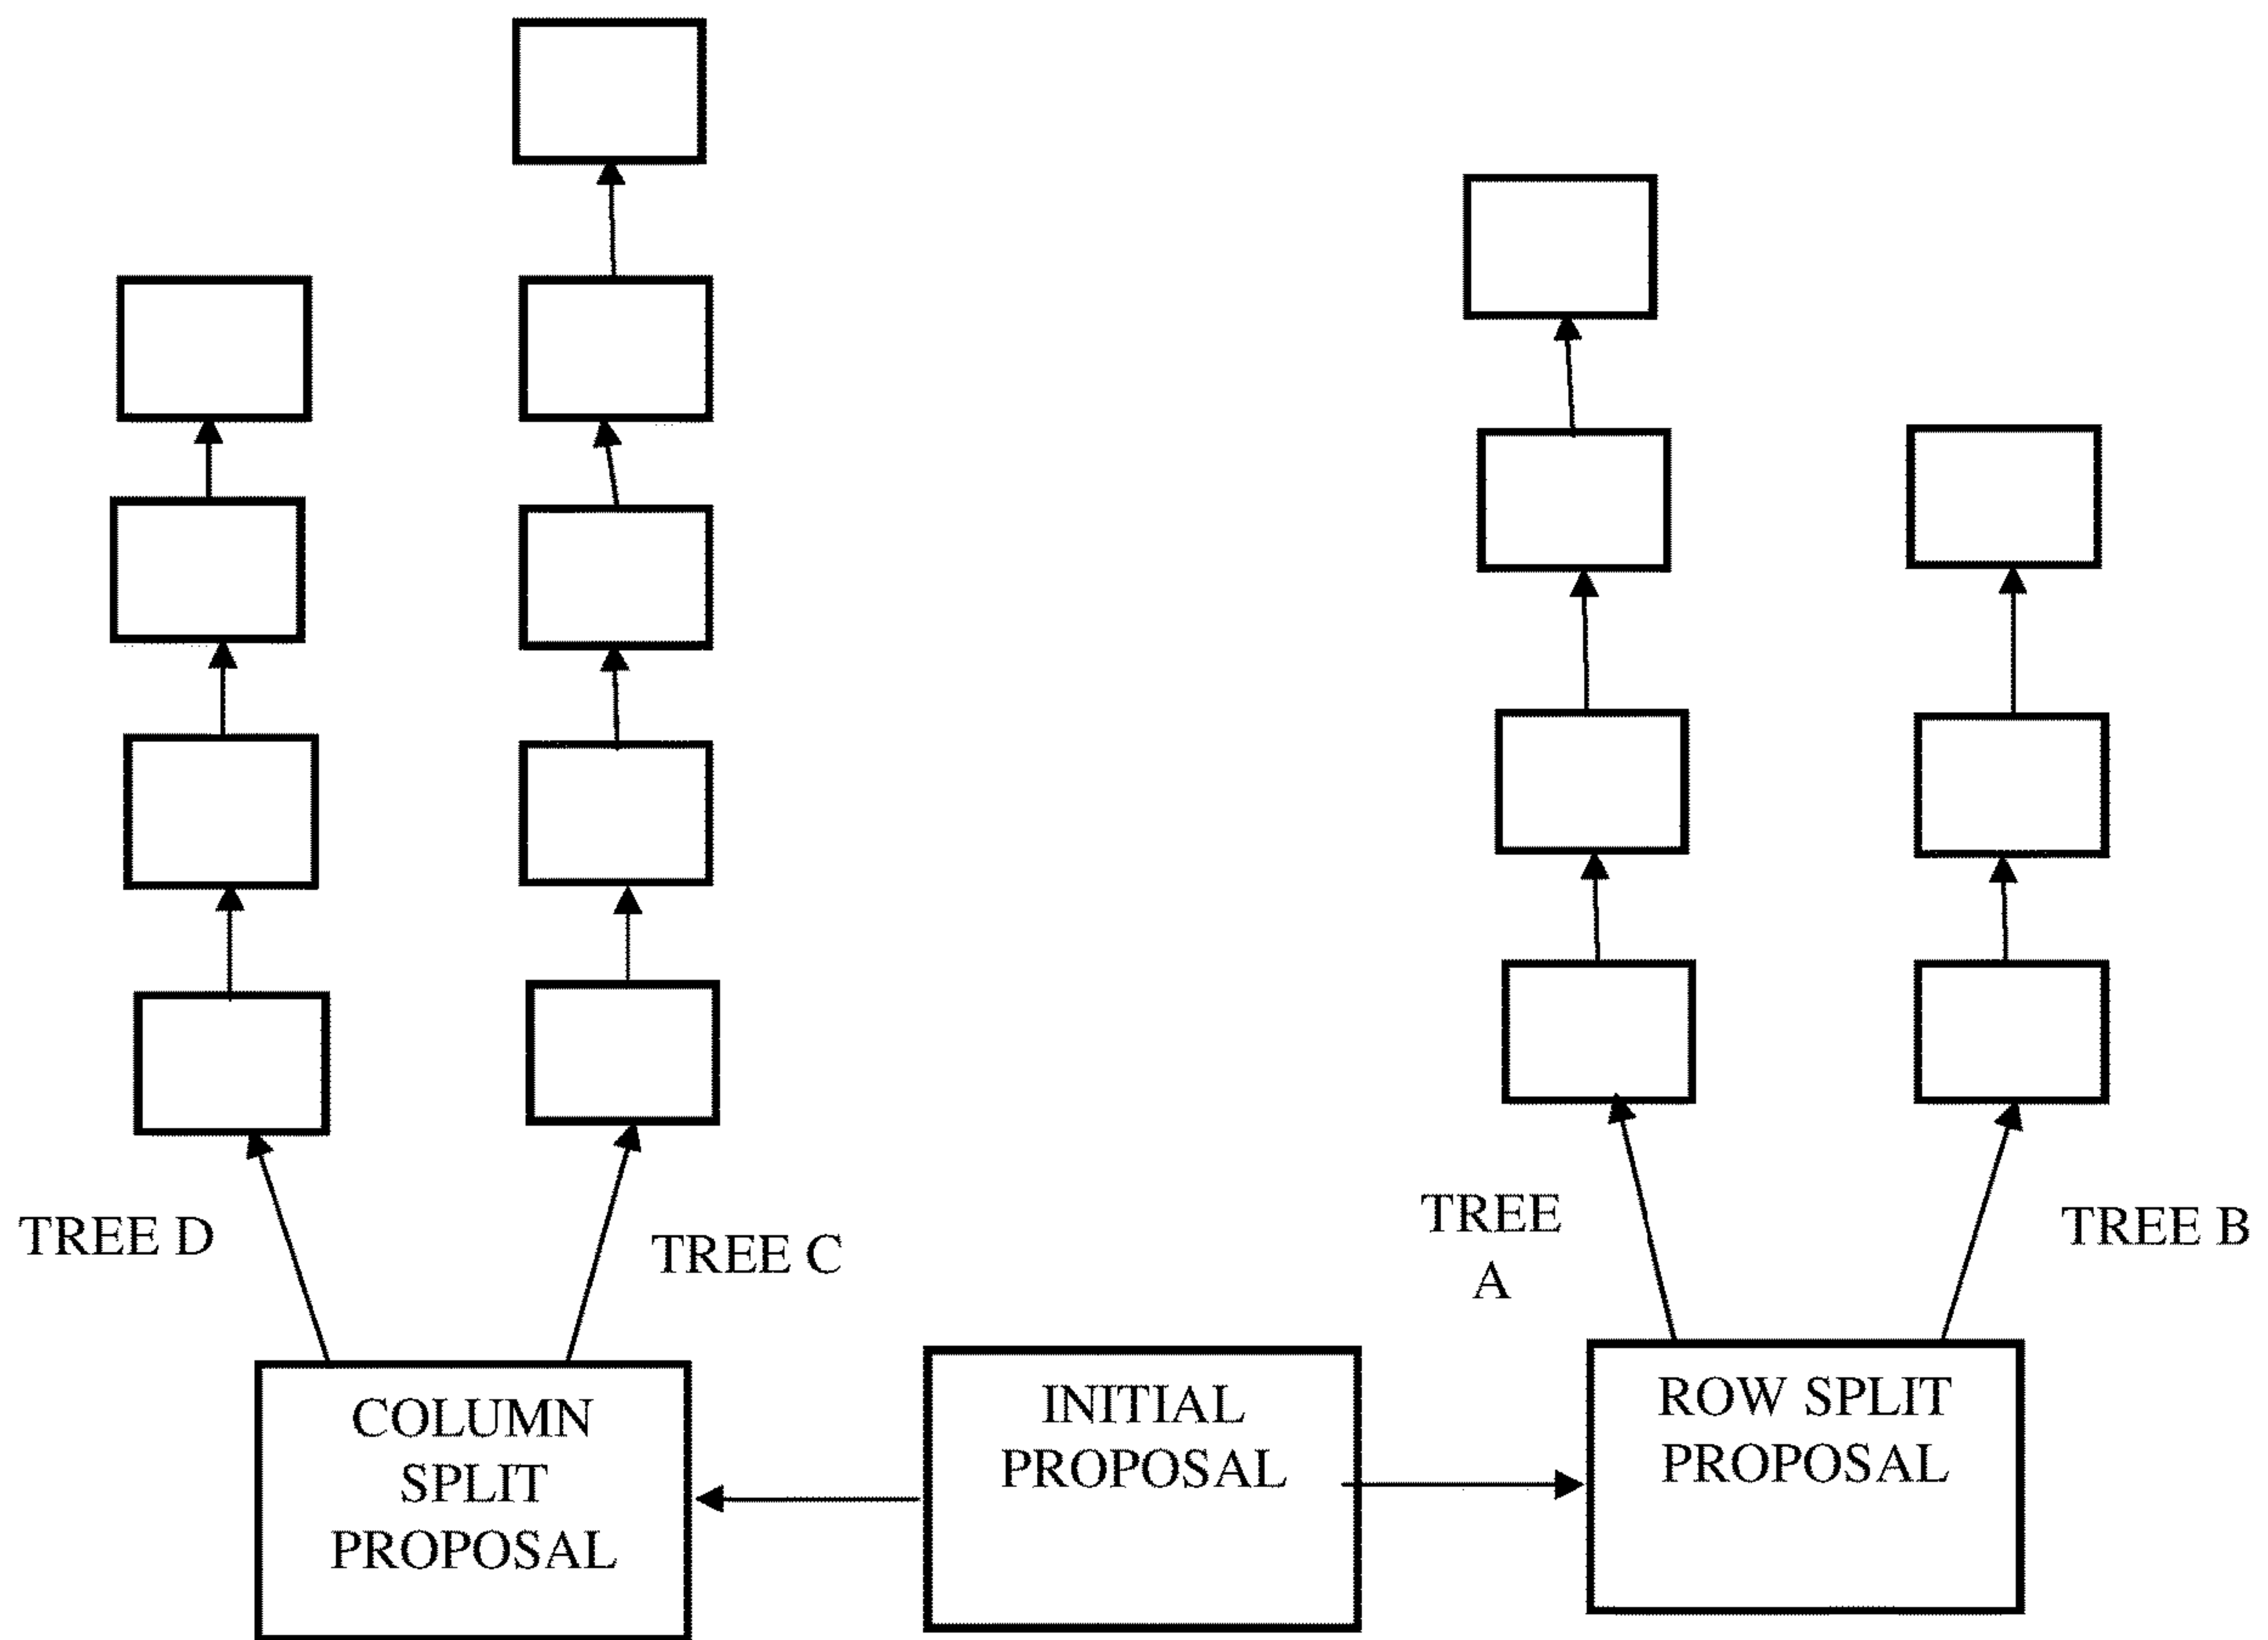 TREE D
TREE C
TREE
A
TREE B
COLUMN
SPLIT
PROPOSAL
INITIAL
PROPOSAL
ROW SPLIT
PROPOSAL